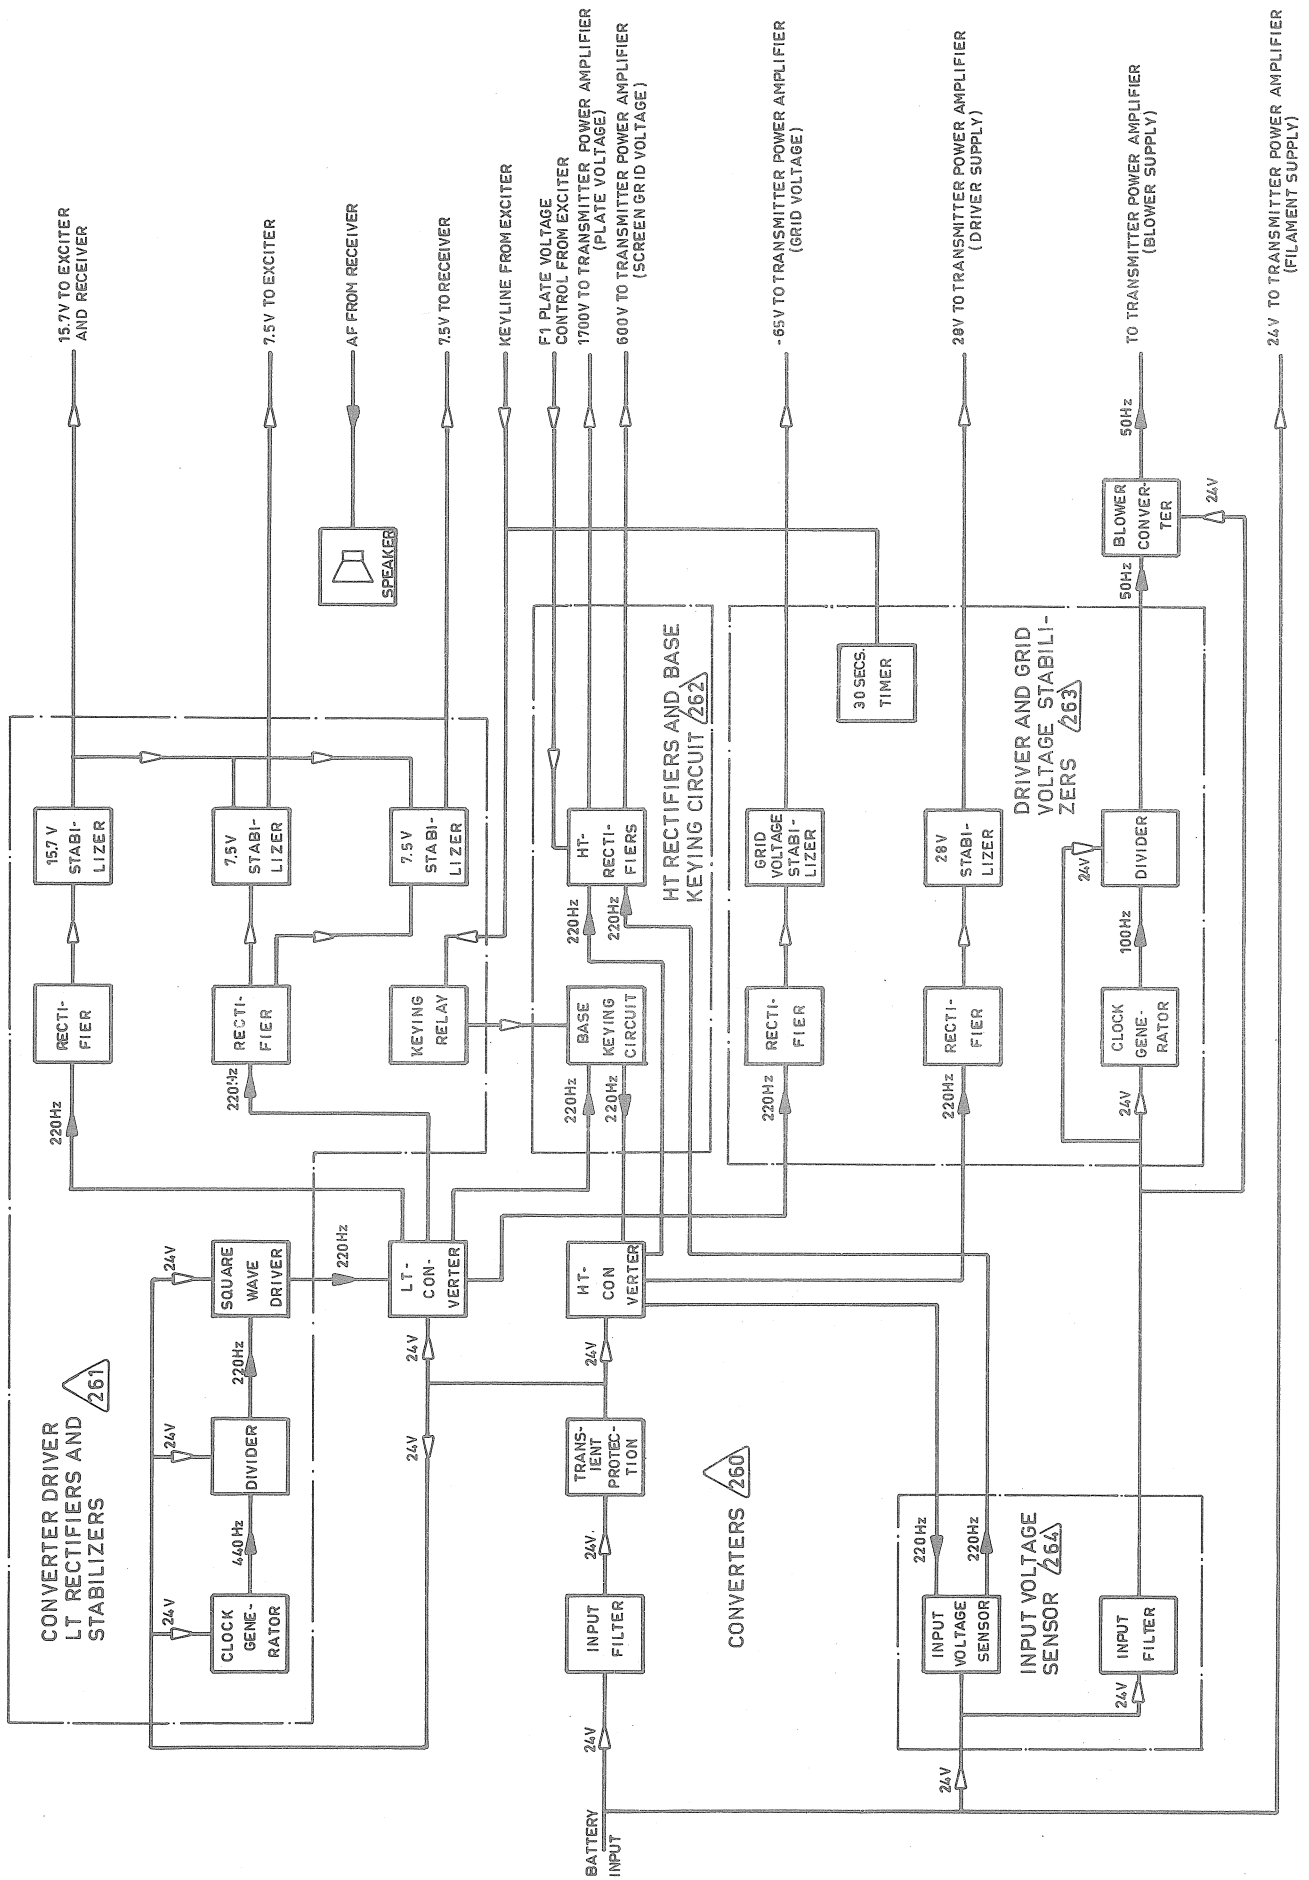 CONVERTER DRIVER
LT RECTIFIERS AND
STABILIZERS
261
24V
CLOCK
GENE-
RATOR
440Hz
24V
DIVIDER
220Hz
24V
SQUARE
WAVE
DRIVER
220Hz
24V
24V
LT-
CON-
VERTER
220Hz
RECTI-
FIER
15.7V
STABI-
LIZER
15.7V TO EXCITER
AND RECEIVER
220Hz
RECTI-
FIER
7.5V
STABI-
LIZER
7.5V TO EXCITER
SPEAKER
AF FROM RECEIVER
7.5V
STABI-
LIZER
7.5V TO RECEIVER
KEYING
RELAY
KEYLINE FROM EXCITER
BATTERY
INPUT
24V
INPUT
FILTER
24V.
TRANS-
IENT
PROTEC-
TION
24V
HT-
CON
VERTER
220Hz
220Hz
BASE
KEYING
CIRCUIT
220Hz
220Hz
HT-
RECTI-
FIERS
F1 PLATE VOLTAGE
CONTROL FROM EXCITER
1700V TO TRANSMITTER POWER AMPLIFIER
(PLATE VOLTAGE)
600V TO TRANSMITTER POWER AMPLIFIER
(SCREEN GRID VOLTAGE)
HT RECTIFIERS AND BASE
KEYING CIRCUIT 262
CONVERTERS 260
220Hz
RECTI-
FIER
GRID
VOLTAGE
STABI-
LIZER
-65V TO TRANSMITTER POWER AMPLIFIER
(GRID VOLTAGE)
30 SECS.
TIMER
220Hz
RECTI-
FIER
28V
STABI-
LIZER
28V TO TRANSMITTER POWER AMPLIFIER
(DRIVER SUPPLY)
DRIVER AND GRID
VOLTAGE STABILI-
ZERS 263
24V
INPUT
VOLTAGE
SENSOR
220Hz
220Hz
INPUT VOLTAGE
SENSOR 264
24V
INPUT
FILTER
24V
CLOCK
GENE-
RATOR
100Hz
24V
DIVIDER
50Hz
BLOWER
CONVER-
TER
24V
50Hz
TO TRANSMITTER POWER AMPLIFIER
(BLOWER SUPPLY)
24V TO TRANSMITTER POWER AMPLIFIER
(FILAMENT SUPPLY)